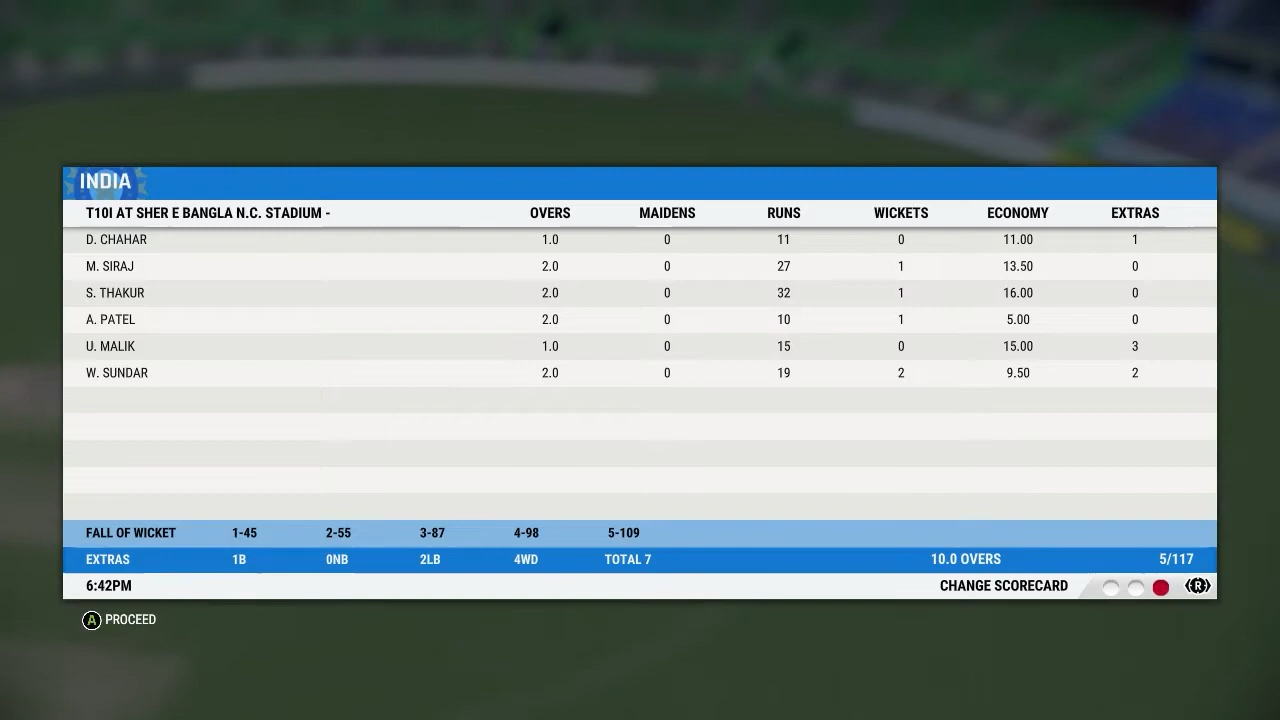 INDIA
T10I AT SHER E BANGLA N.C. STADIUM - OVERS MAIDENS RUNS WICKETS ECONOMY EXTRAS
D. CHAHAR 1.0 0 11 0 11.00 1
M. SIRAJ 2.0 0 27 1 13.50 0
S. THAKUR 2.0 0 32 1 16.00 0
A. PATEL 2.0 0 10 1 5.00 0
U. MALIK 1.0 0 15 0 15.00 3
W. SUNDAR 2.0 0 19 2 9.50 2
FALL OF WICKET 1-45 2-55 3-87 4-98 5-109
EXTRAS 1B 0NB 2LB 4WD TOTAL 7 10.0 OVERS 5/117
6:42PM CHANGE SCORECARD R
A PROCEED